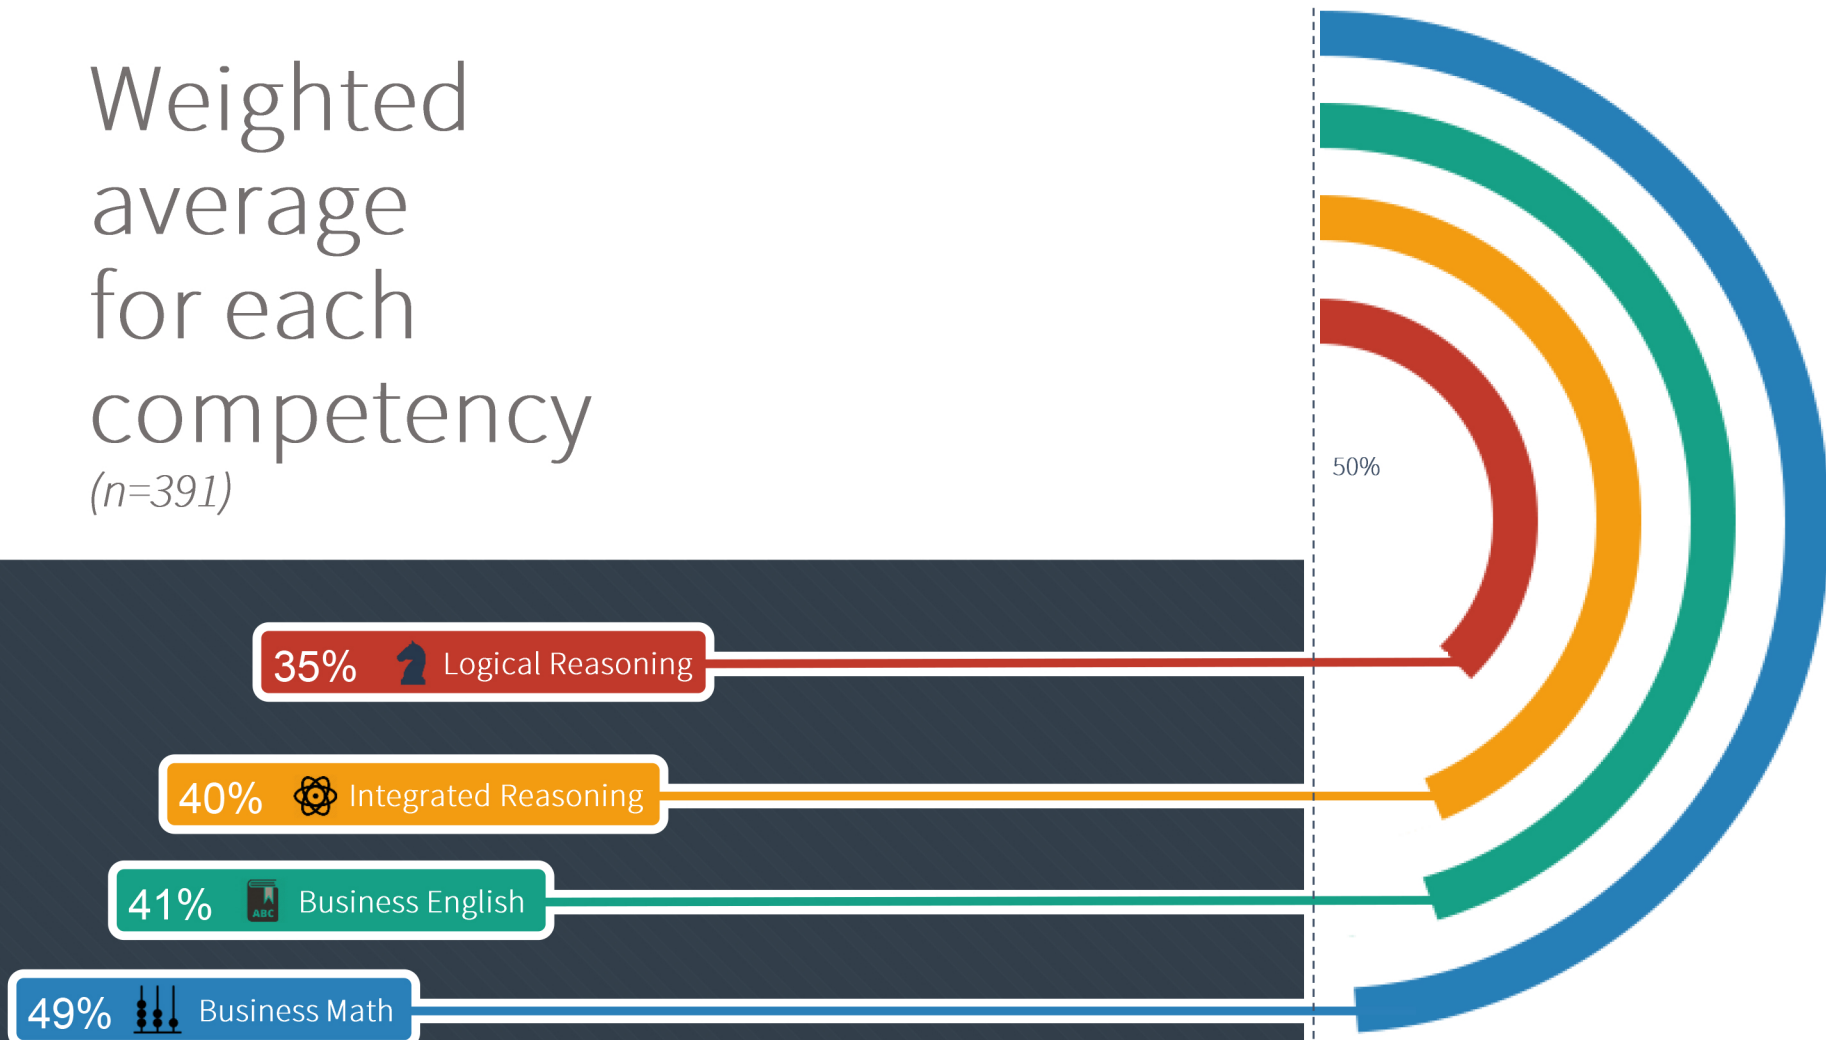 Weighted
average
for each
competency
(n=391)
50%
35% Logical Reasoning
40% Integrated Reasoning
41% ABC Business English
49% Business Math